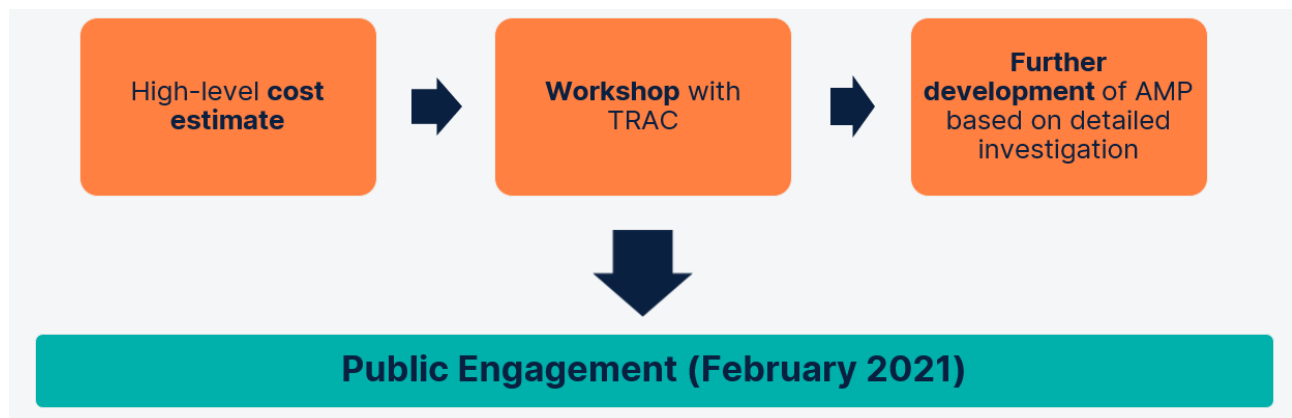 High-level cost
estimate
Workshop with
TRAC
Further
development of AMP
based on detailed
investigation
Public Engagement (February 2021)